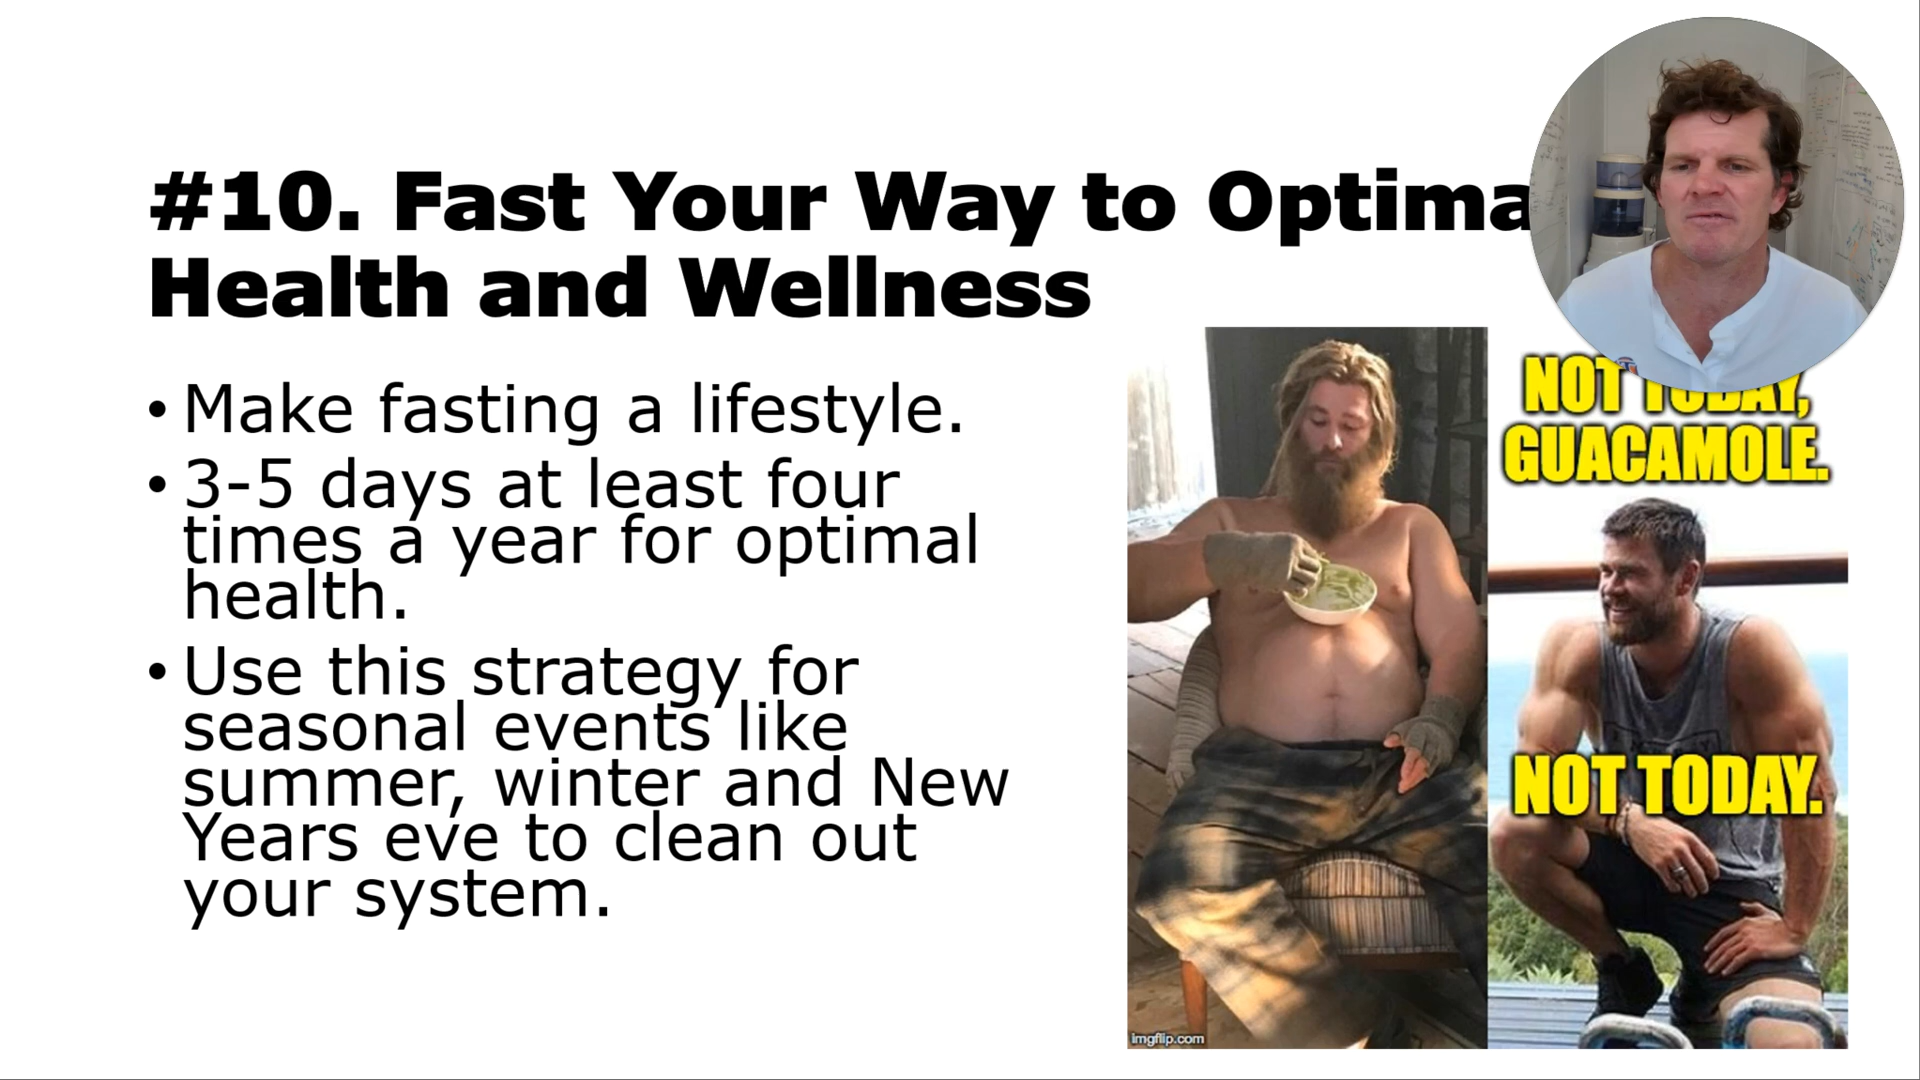 #10. Fast Your Way to Optima
Health and Wellness
• Make fasting a lifestyle.
• 3-5 days at least four
times a year for optimal
health.
• Use this strategy for
seasonal events like
summer, winter and New
Years eve to clean out
your system.
NOT TODAY,
GUACAMOLE.
NOT TODAY.
imgflip.com